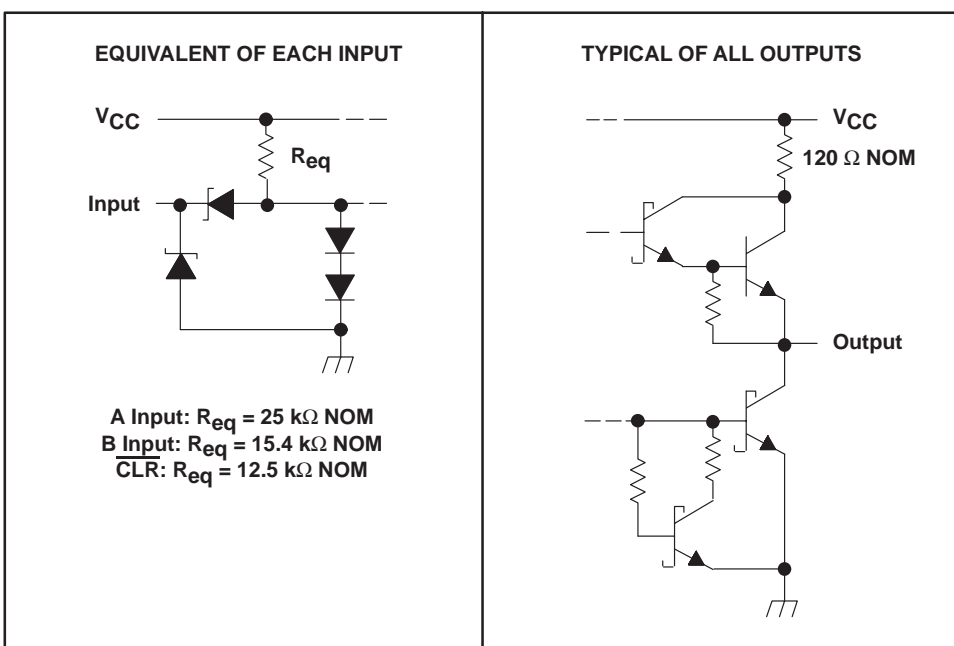 EQUIVALENT OF EACH INPUT
VCC
Req
Input
A Input: Req = 25 kΩ NOM
B Input: Req = 15.4 kΩ NOM
C̅L̅R̅: Req = 12.5 kΩ NOM
TYPICAL OF ALL OUTPUTS
VCC
120 Ω NOM
Output